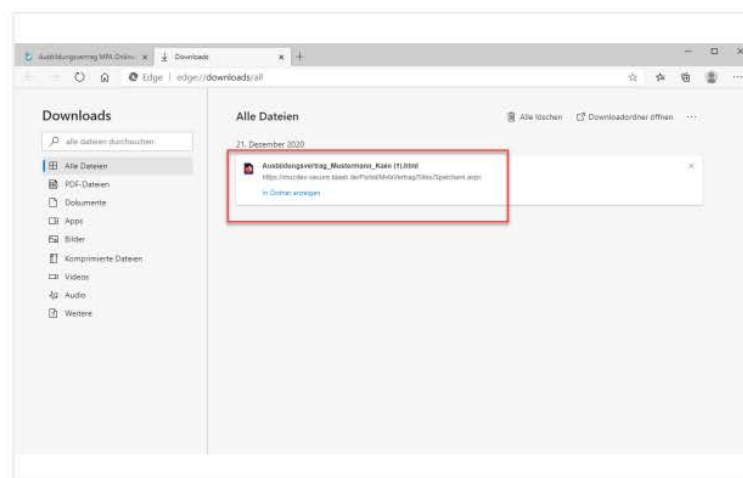 Ausbildungsvertrag MFA Online
Downloads
Edge | edge://downloads/all
Downloads
alle dateien durchsuchen
Alle Dateien
PDF-Dateien
Dokumente
Apps
Bilder
Komprimierte Dateien
Videos
Audio
Weitere
Alle Dateien
Alle löschen
Downloadordner öffnen
21. Dezember 2020
Ausbildungsvertrag_Mustermann_Karin (1).html
In Ordner anzeigen